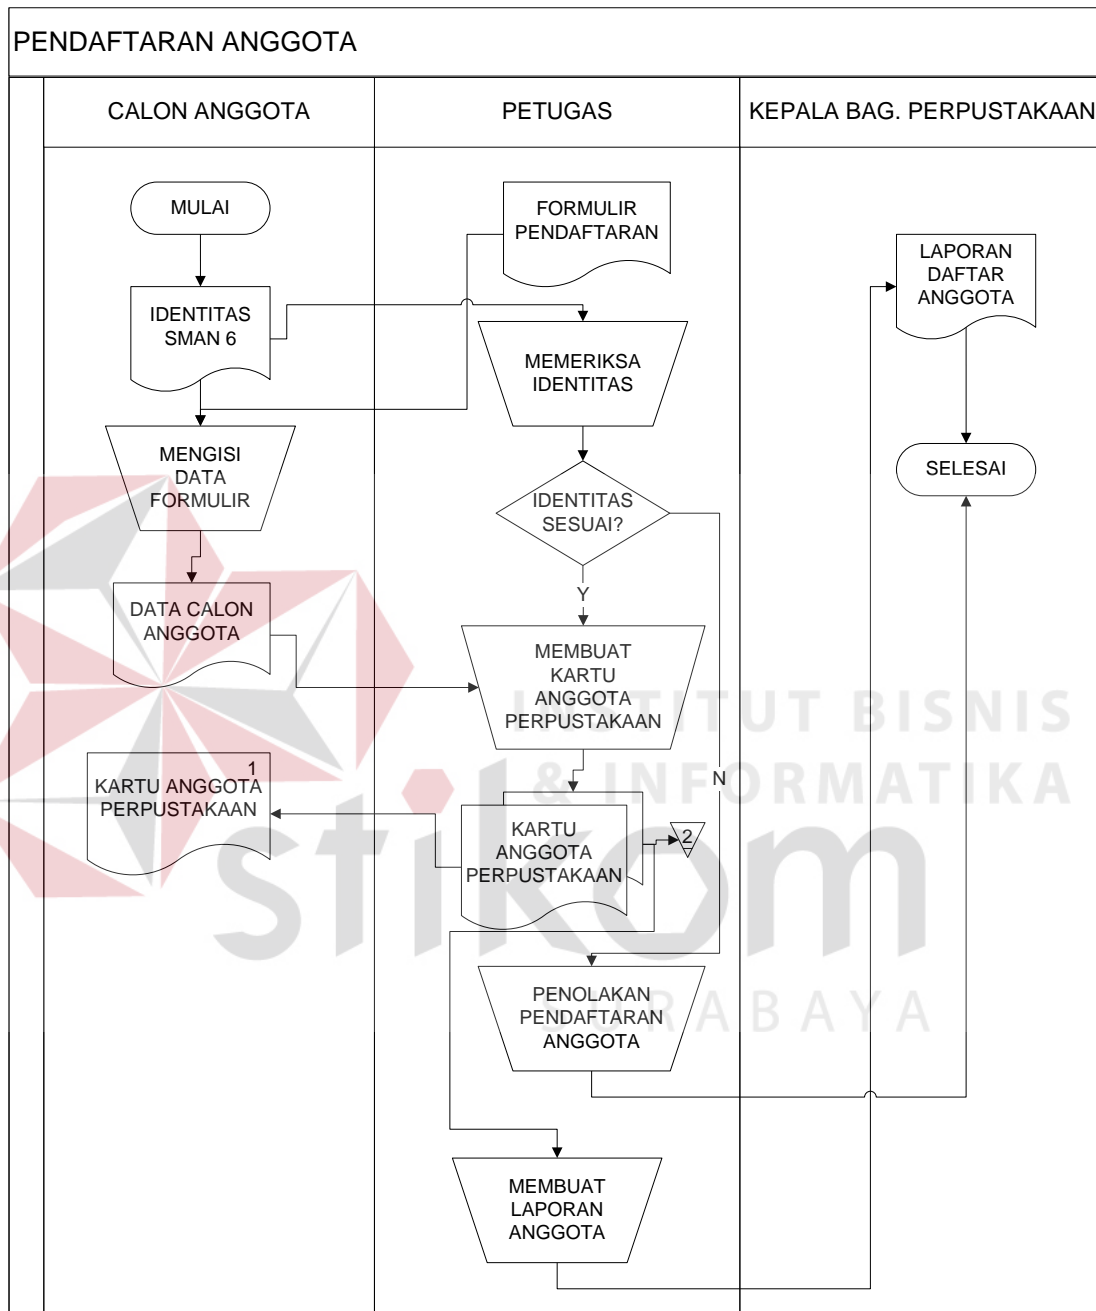 PENDAFTARAN ANGGOTA
CALON ANGGOTA
PETUGAS
KEPALA BAG. PERPUSTAKAAN
MULAI
FORMULIR
PENDAFTARAN
LAPORAN
DAFTAR
ANGGOTA
IDENTITAS
SMAN 6
MEMERIKSA
IDENTITAS
MENGISI
DATA
FORMULIR
IDENTITAS
SESUAI?
SELESAI
Y
DATA CALON
ANGGOTA
MEMBUAT
KARTU
ANGGOTA
PERPUSTAKAAN
N
1
KARTU ANGGOTA
PERPUSTAKAAN
KARTU
ANGGOTA
PERPUSTAKAAN
2
PENOLAKAN
PENDAFTARAN
ANGGOTA
MEMBUAT
LAPORAN
ANGGOTA
INSTITUT BISNIS
& INFORMATIKA
stikom
SURABAYA